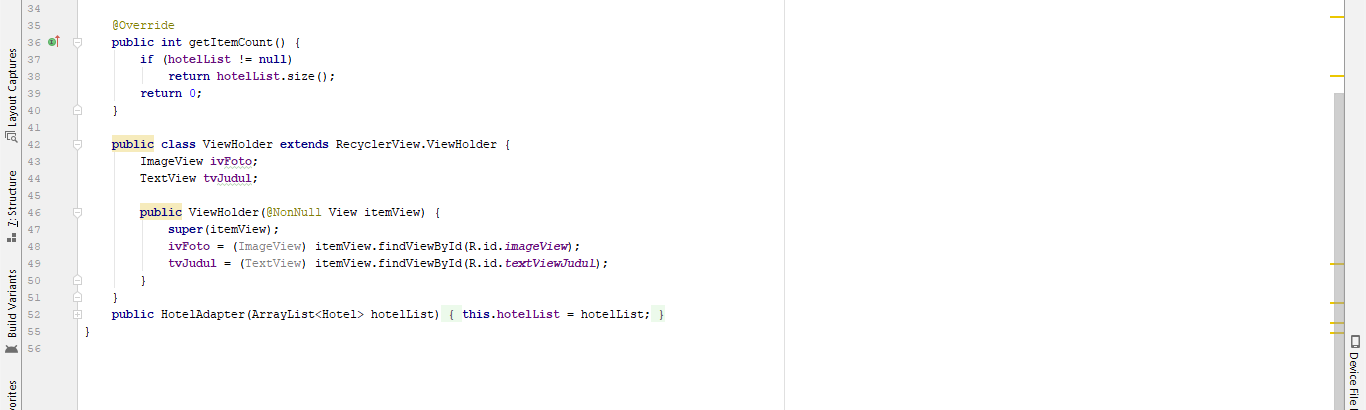 34
35 @Override
36 public int getItemCount() {
37 if (hotelList != null)
38 return hotelList.size();
39 return 0;
40 }
41
42 public class ViewHolder extends RecyclerView.ViewHolder {
43 ImageView ivFoto;
44 TextView tvJudul;
45
46 public ViewHolder(@NonNull View itemView) {
47 super(itemView);
48 ivFoto = (ImageView) itemView.findViewById(R.id.imageView);
49 tvJudul = (TextView) itemView.findViewById(R.id.textViewJudul);
50 }
51 }
52 public HotelAdapter(ArrayList<Hotel> hotelList) { this.hotelList = hotelList; }
55 }
56
Layout Captures
7: Structure
Build Variants
orites
Device File